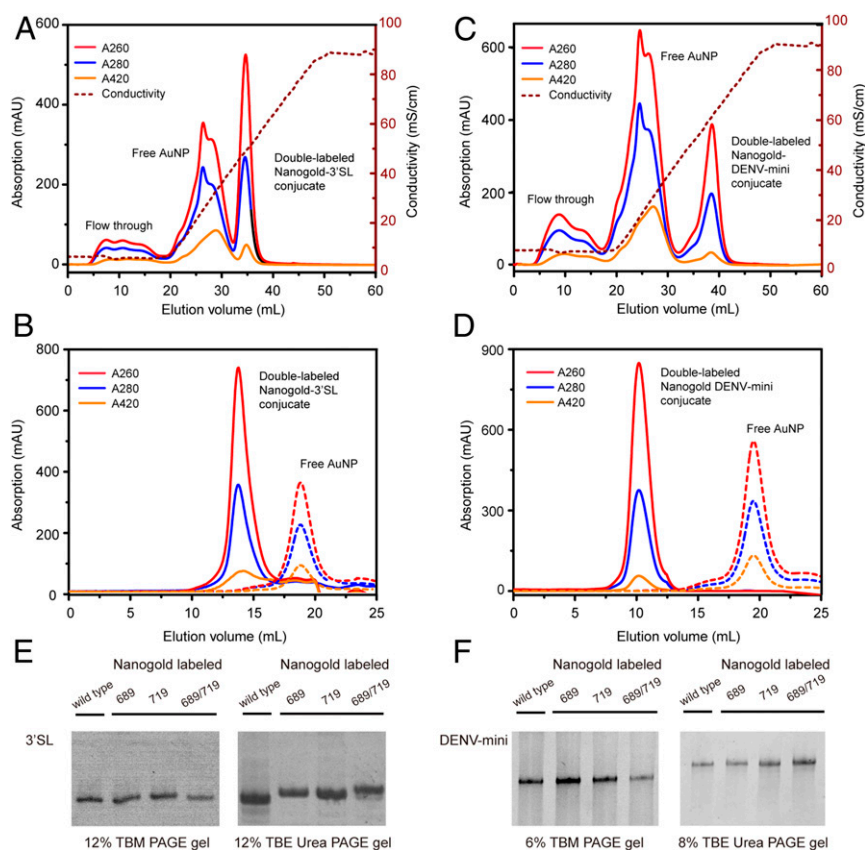 A
600
500
400
200
100
0
Absorption (mAU)
A260
A280
A420
Conductivity
Flow through
Free AuNP
Double-labeled
Nanogold-3'SL
conjucate
100
80
60
40
20
10
0
Conductivity (mS/cm)
0 10 20 30 40 50 60
Elution volume (mL)
C
600
400
200
0
Absorption (mAU)
A260
A280
A420
Conductivity
Flow through
Free AuNP
Double-labeled
Nanogold-
DENV-mini
conjucate
100
80
60
40
20
10
0
Conductivity (mS/cm)
0 10 20 30 40 50 60
Elution volume (mL)
B
800
600
400
200
0
Absorption (mAU)
A260
A280
A420
Double-labeled
Nanogold-3'SL
conjucate
Free AuNP
0 5 10 15 20 25
Elution volume (mL)
D
900
600
300
0
Absorption (mAU)
A260
A280
A420
Double-labeled
Nanogold DENV-mini
conjucate
Free AuNP
0 5 10 15 20 25
Elution volume (mL)
E
Nanogold labeled
wild type 689 719 689/719
Nanogold labeled
wild type 689 719 689/719
3'SL
12% TBM PAGE gel
12% TBE Urea PAGE gel
F
Nanogold labeled
wild type 689 719 689/719
Nanogold labeled
wild type 689 719 689/719
DENV-mini
6% TBM PAGE gel
8% TBE Urea PAGE gel